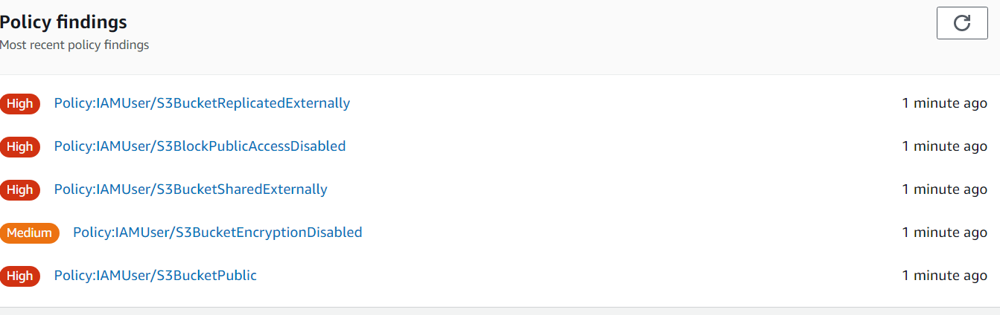 Policy findings
Most recent policy findings
High Policy:IAMUser/S3BucketReplicatedExternally 1 minute ago
High Policy:IAMUser/S3BlockPublicAccessDisabled 1 minute ago
High Policy:IAMUser/S3BucketSharedExternally 1 minute ago
Medium Policy:IAMUser/S3BucketEncryptionDisabled 1 minute ago
High Policy:IAMUser/S3BucketPublic 1 minute ago